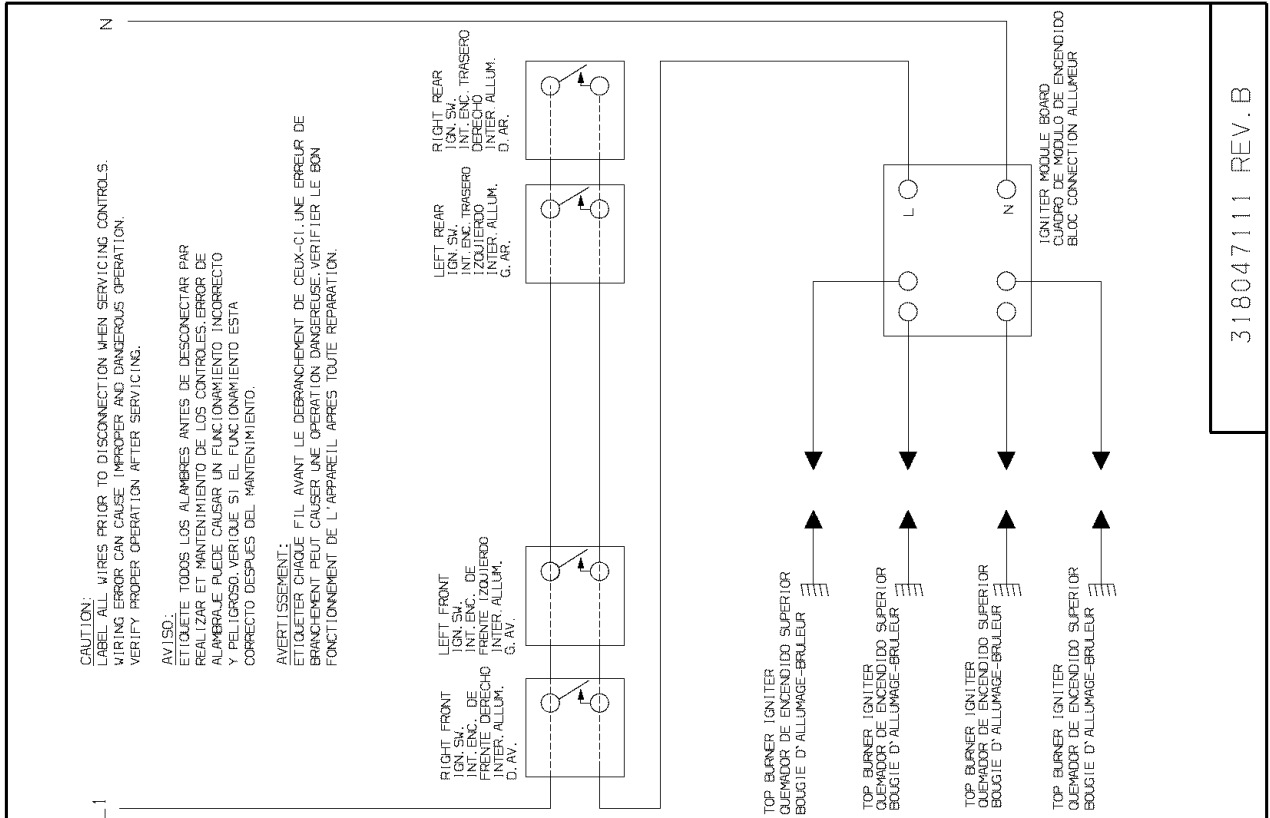 N
CAUTION:
LABEL ALL WIRES PRIOR TO DISCONNECTION WHEN SERVICING CONTROLS.
WIRING ERROR CAN CAUSE IMPROPER AND DANGEROUS OPERATION.
VERIFY PROPER OPERATION AFTER SERVICING.
AVISO:
ETIQUETE TODOS LOS ALAMBRES ANTES DE DESCONECTAR PAR
REALIZAR ET MANTENIMIENTO DE LOS CONTROLES. ERROR DE
ALAMBRAJE PUEDE CAUSAR UN FUNCIONAMIENTO INCORRECTO
Y PELIGROSO. VERIQUE SI EL FUNCIONAMIENTO ESTA
CORRECTO DESPUES DEL MANTENIMIENTO.
AVERTISSEMENT:
ETIQUETER CHAQUE FIL AVANT LE DEBRANCHEMENT DE CEUX-CI. UNE ERREUR DE
BRANCHEMENT PEUT CAUSER UNE OPERATION DANGEREUSE. VERIFIER LE BON
FONCTIONNEMENT DE L'APPAREIL APRES TOUTE REPARATION.
RIGHT REAR
IGN. SW.
INT. ENC. TRASERO
DERECHO
INTER. ALLUM.
D. AR.
LEFT REAR
IGN. SW.
INT. ENC. TRASERO
IZQUIERDO
INTER. ALLUM.
G. AR.
LEFT FRONT
IGN. SW.
INT. ENC. DE
FRENTE IZQUIERDO
INTER. ALLUM.
G. AV.
RIGHT FRONT
IGN. SW.
INT. ENC. DE
FRENTE DERECHO
INTER. ALLUM.
D. AV.
L
N
IGNITER MODULE BOARD
CUADRO DE MODULO DE ENCENDIDO
BLOC CONNECTION ALLUMEUR
TOP BURNER IGNITER
QUEMADOR DE ENCENDIDO SUPERIOR
BOUGIE D'ALLUMAGE-BRULEUR
TOP BURNER IGNITER
QUEMADOR DE ENCENDIDO SUPERIOR
BOUGIE D'ALLUMAGE-BRULEUR
TOP BURNER IGNITER
QUEMADOR DE ENCENDIDO SUPERIOR
BOUGIE D'ALLUMAGE-BRULEUR
TOP BURNER IGNITER
QUEMADOR DE ENCENDIDO SUPERIOR
BOUGIE D'ALLUMAGE-BRULEUR
318047111 REV.B